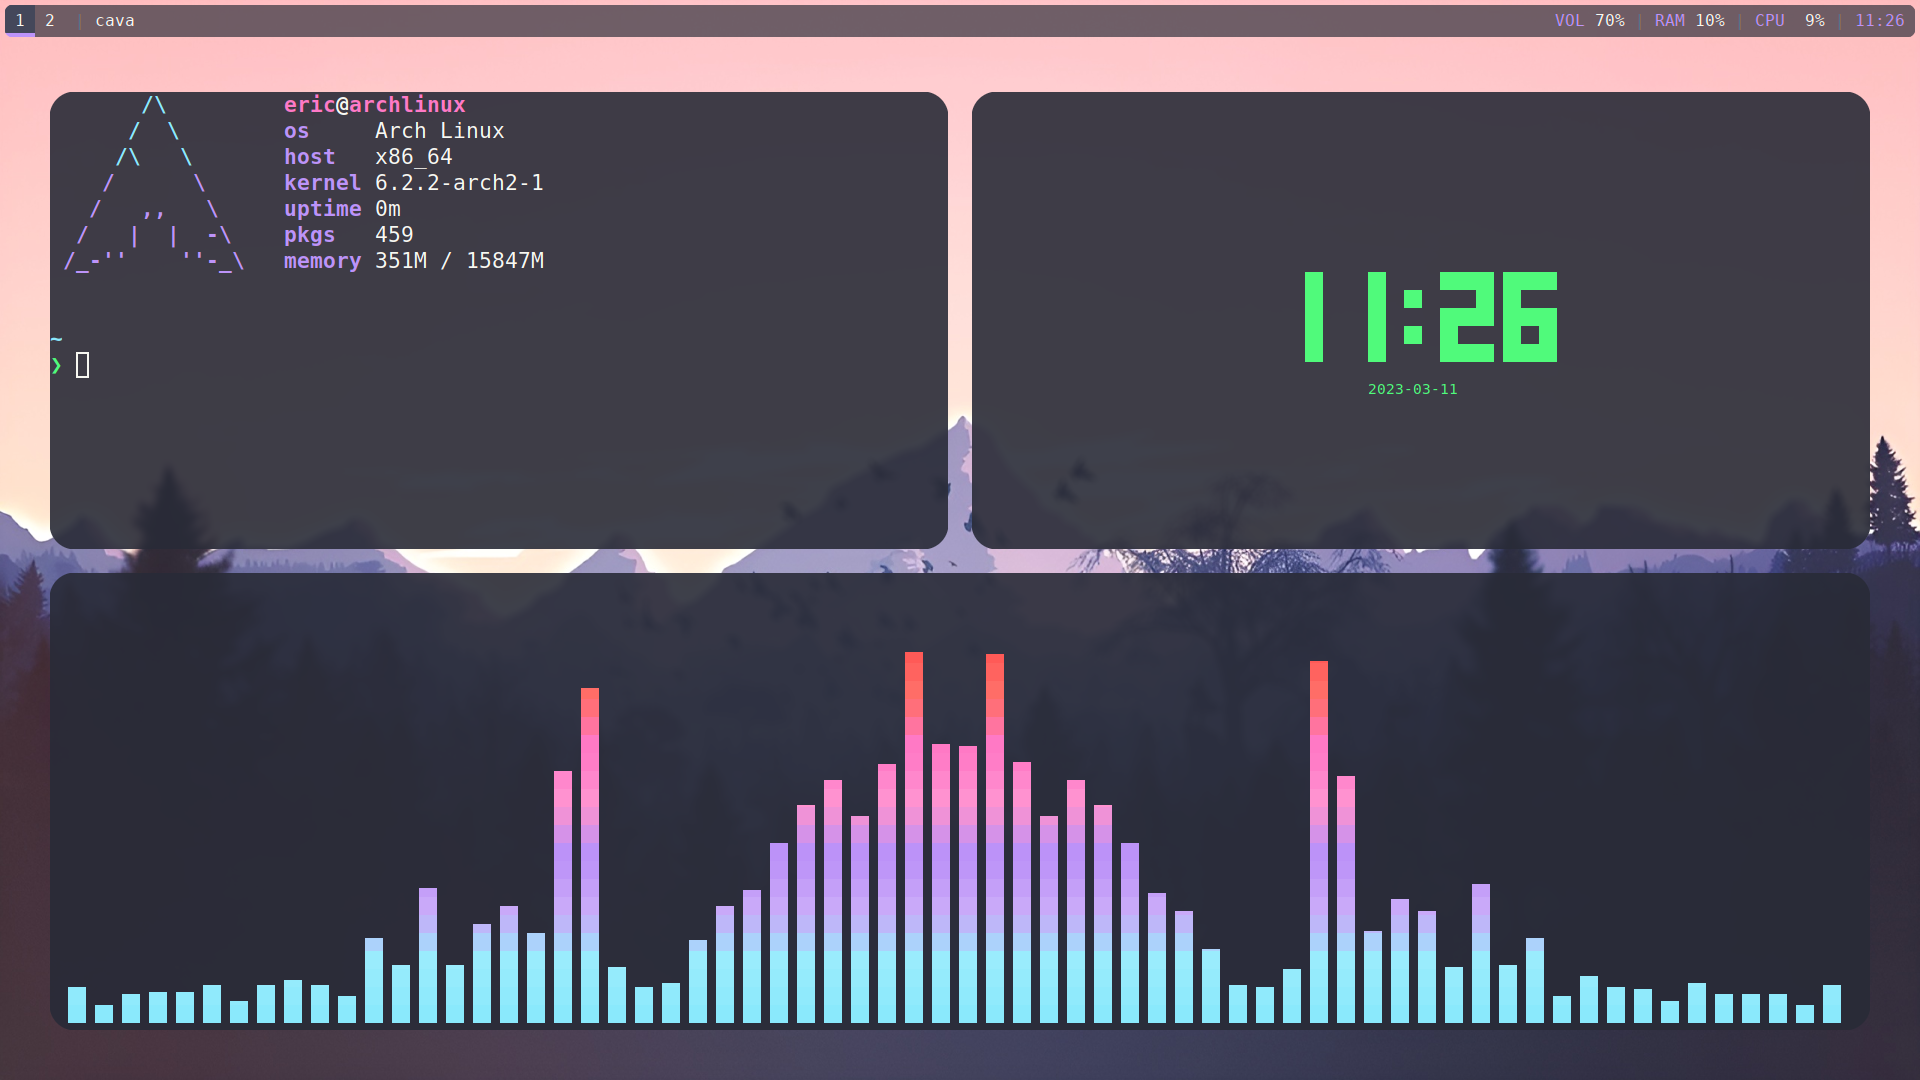 1 2 | cava
VOL 70% | RAM 10% | CPU 9% | 11:26
eric@archlinux
os Arch Linux
host x86_64
kernel 6.2.2-arch2-1
uptime 0m
pkgs 459
memory 351M / 15847M
~
❯
11:26
2023-03-11